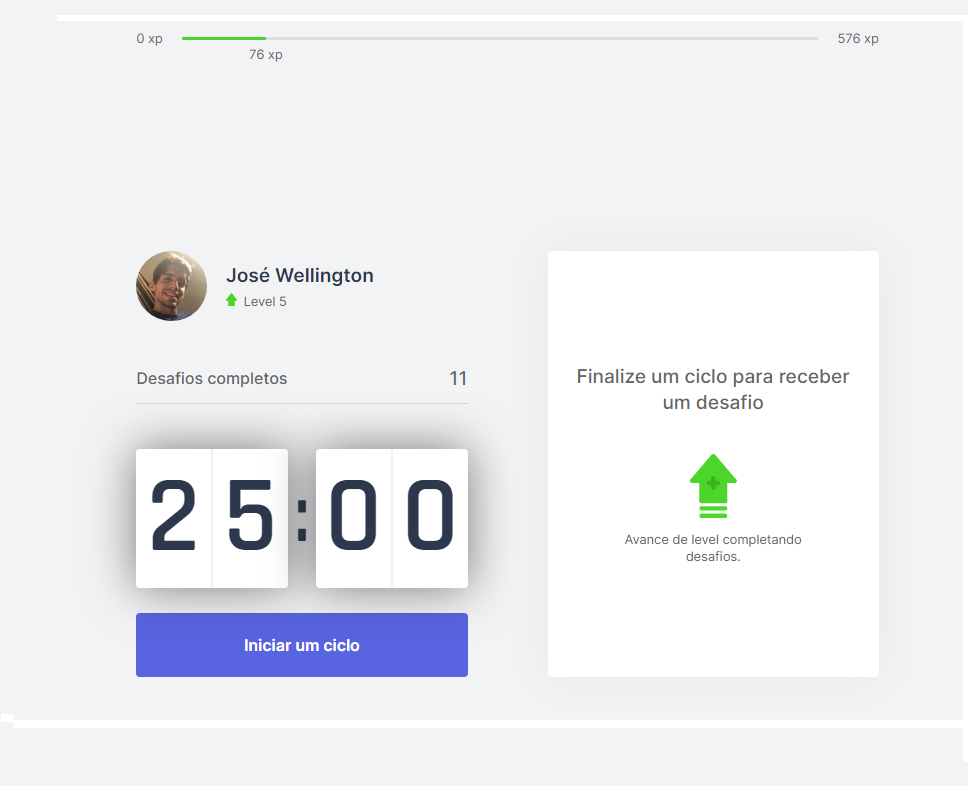 0 xp
576 xp
76 xp
José Wellington
Level 5
Desafios completos 11
25:00
Iniciar um ciclo
Finalize um ciclo para receber
um desafio
Avance de level completando
desafios.